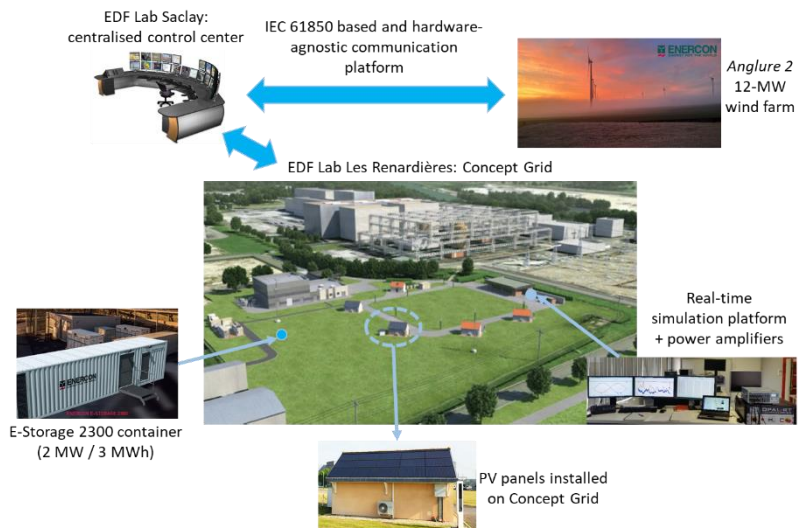 EDF Lab Saclay:
centralised control center
IEC 61850 based and hardware-
agnostic communication
platform
ENERCON
Anglure 2
12-MW
wind farm
EDF Lab Les Renardières: Concept Grid
Real-time
simulation platform
+ power amplifiers
ENERCON
E-Storage 2300 container
(2 MW / 3 MWh)
OPAL-RT
PV panels installed
on Concept Grid